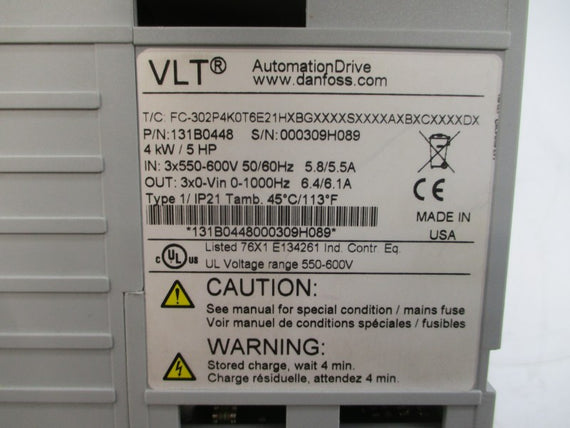 VLT® AutomationDrive
www.danfoss.com
T/C: FC-302P4K0T6E21HXBGXXXXSXXXXAXBXCXXXXDX
P/N:131B0448 S/N:000309H089
4 kW / 5 HP
IN: 3x550-600V 50/60Hz 5.8/5.5A
OUT: 3x0-Vin 0-1000Hz 6.4/6.1A
Type 1/ IP21 Tamb. 45°C/113°F
CE
MADE IN
USA
*131B0448000309H089*
c UL US Listed 76X1 E134261 Ind. Contr. Eq.
UL Voltage range 550-600V
CAUTION:
See manual for special condition / mains fuse
Voir manuel de conditions spéciales / fusibles
WARNING:
Stored charge, wait 4 min.
Charge résiduelle, attendez 4 min.